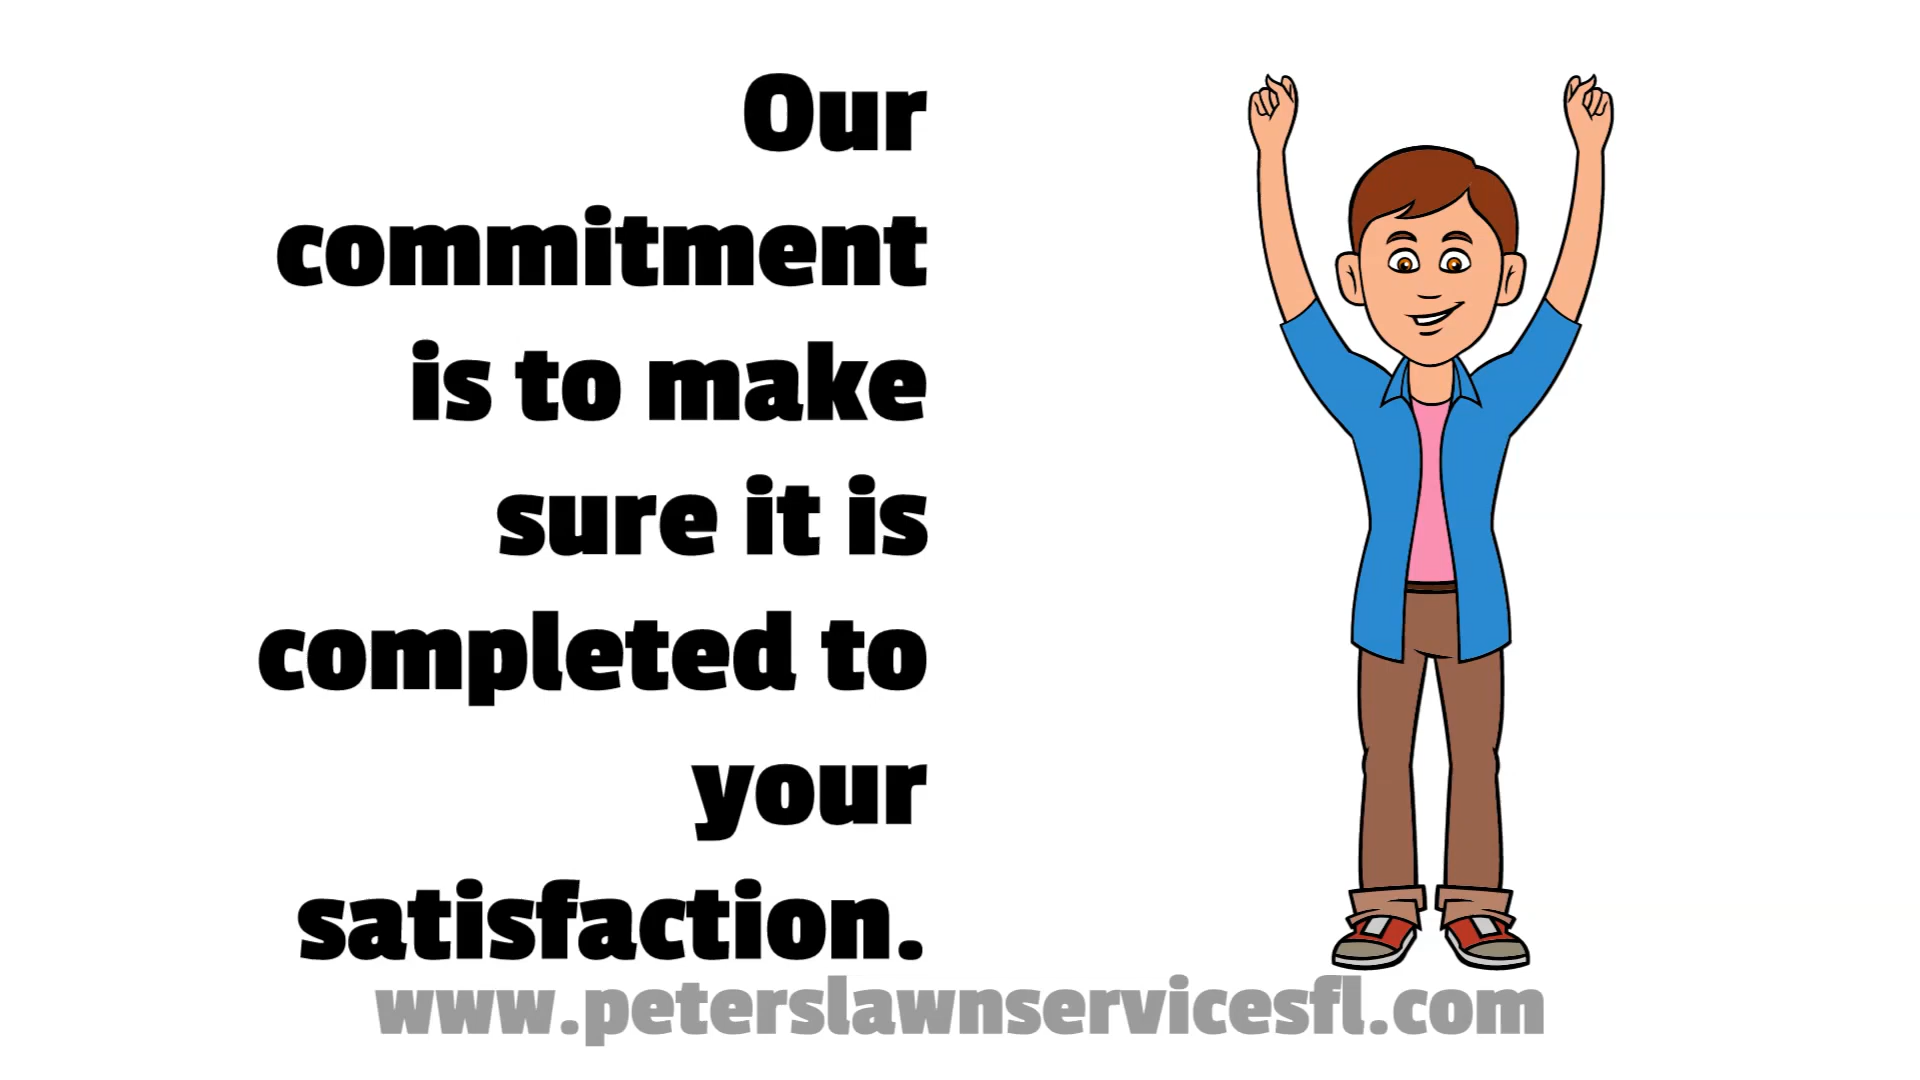 Our
commitment
is to make
sure it is
completed to
your
satisfaction.
www.peterslawnservicesfl.com